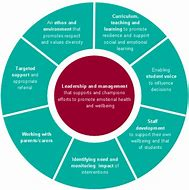 Leadership and management
that supports and champions
efforts to promote emotional health
and wellbeing
Curriculum,
teaching and
learning to promote
resilience and support
social and emotional
learning
Enabling
student voice
to influence
decisions
Staff
development
to support their own
wellbeing and that
of students
Identifying need and
monitoring impact of
interventions
Working with
parents/carers
Targeted
support and
appropriate
referral
An ethos and
environment that
promotes respect
and values diversity